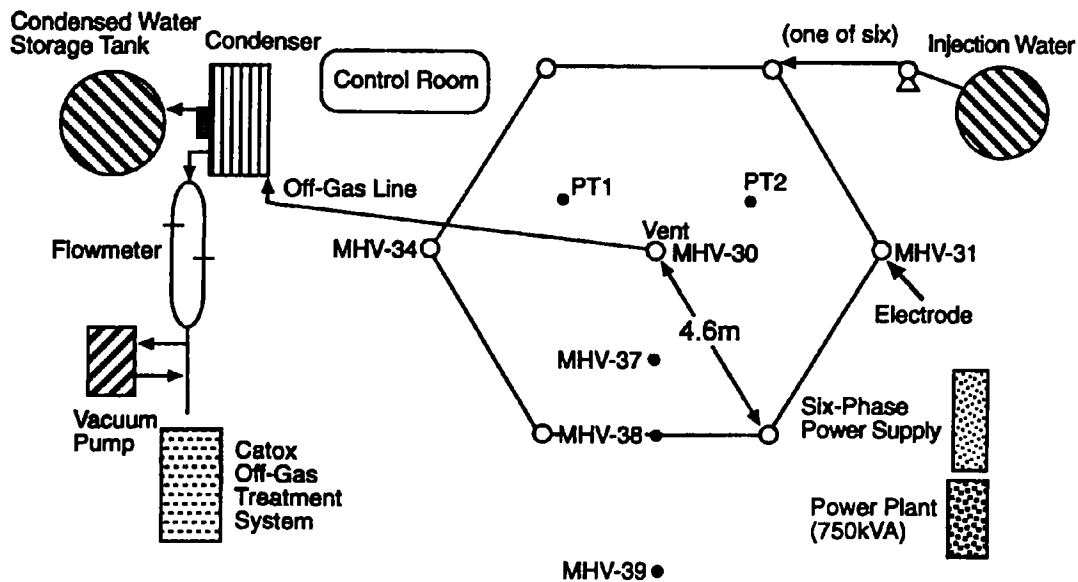 Condensed Water
Storage Tank
Condenser
Control Room
(one of six)
Injection Water
Off-Gas Line
PT1
PT2
Flowmeter
MHV-34
Vent
MHV-30
MHV-31
Electrode
4.6m
MHV-37
Vacuum
Pump
MHV-38
Six-Phase
Power Supply
Catox
Off-Gas
Treatment
System
Power Plant
(750kVA)
MHV-39